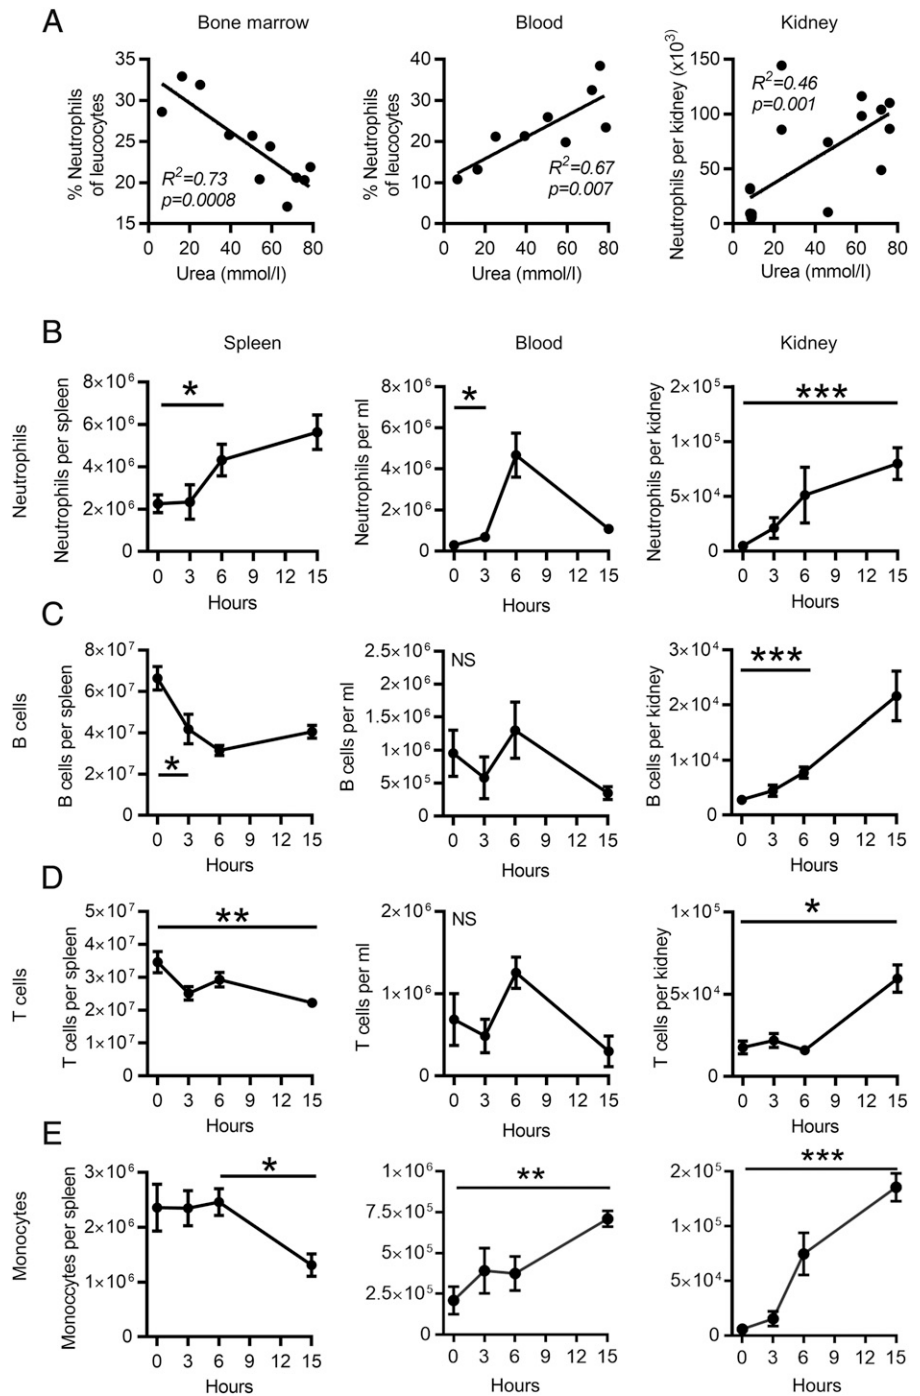 A
Bone marrow
Blood
Kidney
% Neutrophils
of leucocytes
35
30
25
20
15
R²=0.73
p=0.0008
0 20 40 60 80
Urea (mmol/l)
% Neutrophils
of leucocytes
40
30
20
10
0
R²=0.67
p=0.007
0 20 40 60 80
Urea (mmol/l)
Neutrophils per kidney (x10³)
150
100
50
0
R²=0.46
p=0.001
0 20 40 60 80
Urea (mmol/l)
B
Spleen
Blood
Kidney
Neutrophils
Neutrophils per spleen
8×10⁶
6×10⁶
4×10⁶
2×10⁶
0
*
0 3 6 9 12 15
Hours
Neutrophils per ml
8×10⁶
6×10⁶
4×10⁶
2×10⁶
0
*
0 3 6 9 12 15
Hours
Neutrophils per kidney
2×10⁵
1×10⁵
5×10⁴
0
***
0 3 6 9 12 15
Hours
C
B cells
B cells per spleen
8×10⁷
6×10⁷
4×10⁷
2×10⁷
0
*
0 3 6 9 12 15
Hours
B cells per ml
2.5×10⁶
2×10⁶
1.5×10⁶
1×10⁶
5×10⁵
0
NS
0 3 6 9 12 15
Hours
B cells per kidney
3×10⁴
2×10⁴
1×10⁴
0
***
0 3 6 9 12 15
Hours
D
T cells
T cells per spleen
5×10⁷
4×10⁷
3×10⁷
2×10⁷
1×10⁷
0
**
0 3 6 9 12 15
Hours
T cells per ml
2×10⁶
1×10⁶
0
NS
0 3 6 9 12 15
Hours
T cells per kidney
1×10⁵
5×10⁴
0
*
0 3 6 9 12 15
Hours
E
Monocytes
Monocytes per spleen
3×10⁶
2×10⁶
1×10⁶
0
*
0 3 6 9 12 15
Hours
1×10⁶
7.5×10⁵
5×10⁵
2.5×10⁵
0
**
0 3 6 9 12 15
Hours
2×10⁵
1×10⁵
5×10⁴
0
***
0 3 6 9 12 15
Hours